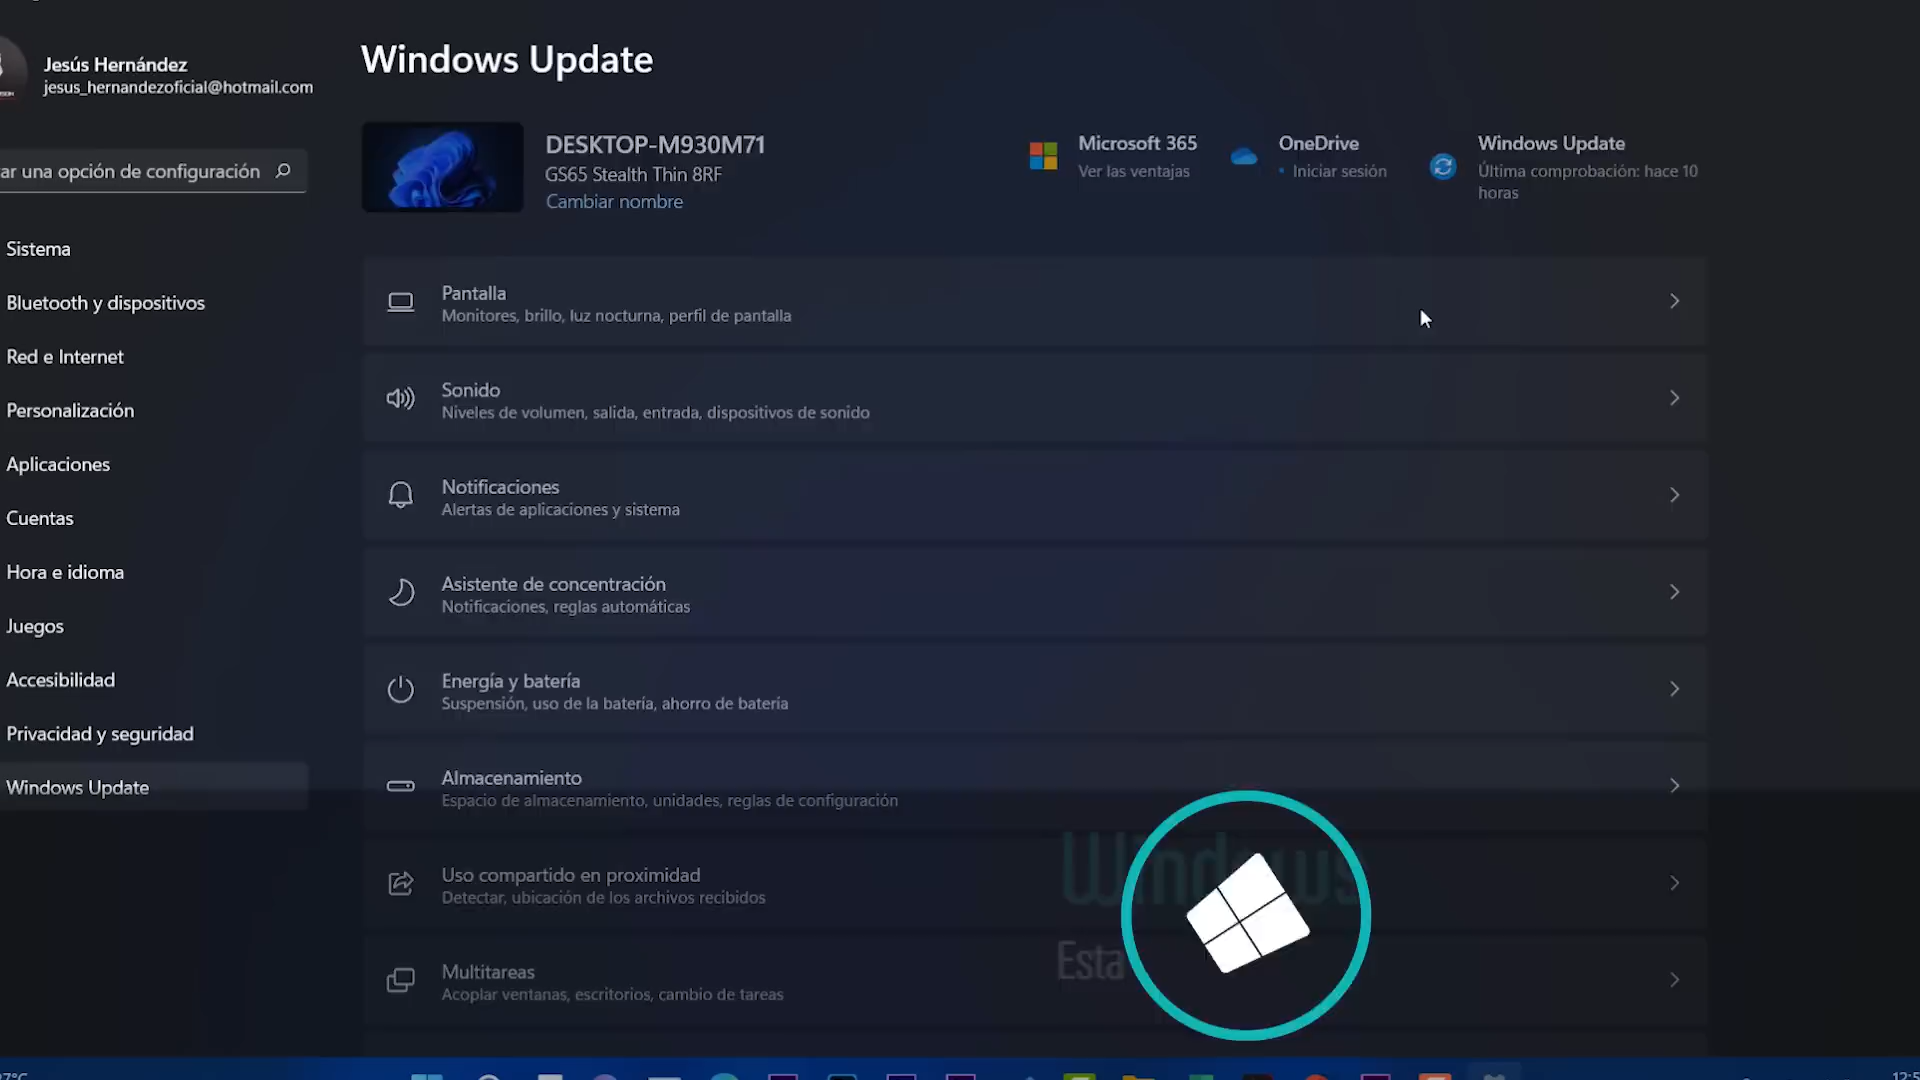 Jesús Hernández
jesus_hernandezoficial@hotmail.com
ar una opción de configuración
Sistema
Bluetooth y dispositivos
Red e Internet
Personalización
Aplicaciones
Cuentas
Hora e idioma
Juegos
Accesibilidad
Privacidad y seguridad
Windows Update
Windows Update
DESKTOP-M930M71
GS65 Stealth Thin 8RF
Cambiar nombre
Microsoft 365
Ver las ventajas
OneDrive
• Iniciar sesión
Windows Update
Última comprobación: hace 10
horas
Pantalla
Monitores, brillo, luz nocturna, perfil de pantalla
Sonido
Niveles de volumen, salida, entrada, dispositivos de sonido
Notificaciones
Alertas de aplicaciones y sistema
Asistente de concentración
Notificaciones, reglas automáticas
Energía y batería
Suspensión, uso de la batería, ahorro de batería
Almacenamiento
Espacio de almacenamiento, unidades, reglas de configuración
Uso compartido en proximidad
Detectar, ubicación de los archivos recibidos
Multitareas
Acoplar ventanas, escritorios, cambio de tareas
Windows
Esta